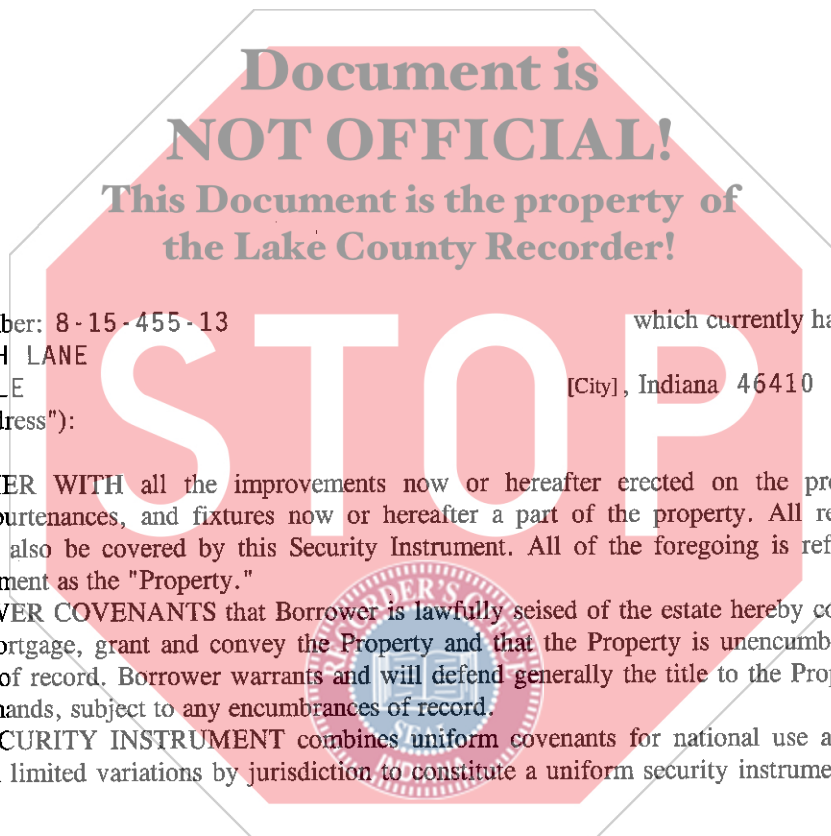 Document is
NOT OFFICIAL!
This Document is the property of
the Lake County Recorder!
ber: 8-15-455-13 which currently ha
H LANE
LE [City], Indiana 46410
dress"):
STOP
ER WITH all the improvements now or hereafter erected on the pro
purtenances, and fixtures now or hereafter a part of the property. All re
also be covered by this Security Instrument. All of the foregoing is ref
ment as the "Property."
VER COVENANTS that Borrower is lawfully seised of the estate hereby co
ortgage, grant and convey the Property and that the Property is unencumb
of record. Borrower warrants and will defend generally the title to the Prop
nands, subject to any encumbrances of record.
CURITY INSTRUMENT combines uniform covenants for national use a
limited variations by jurisdiction to constitute a uniform security instrume
RECORDER'S OFFICE
SEAL
INDIANA